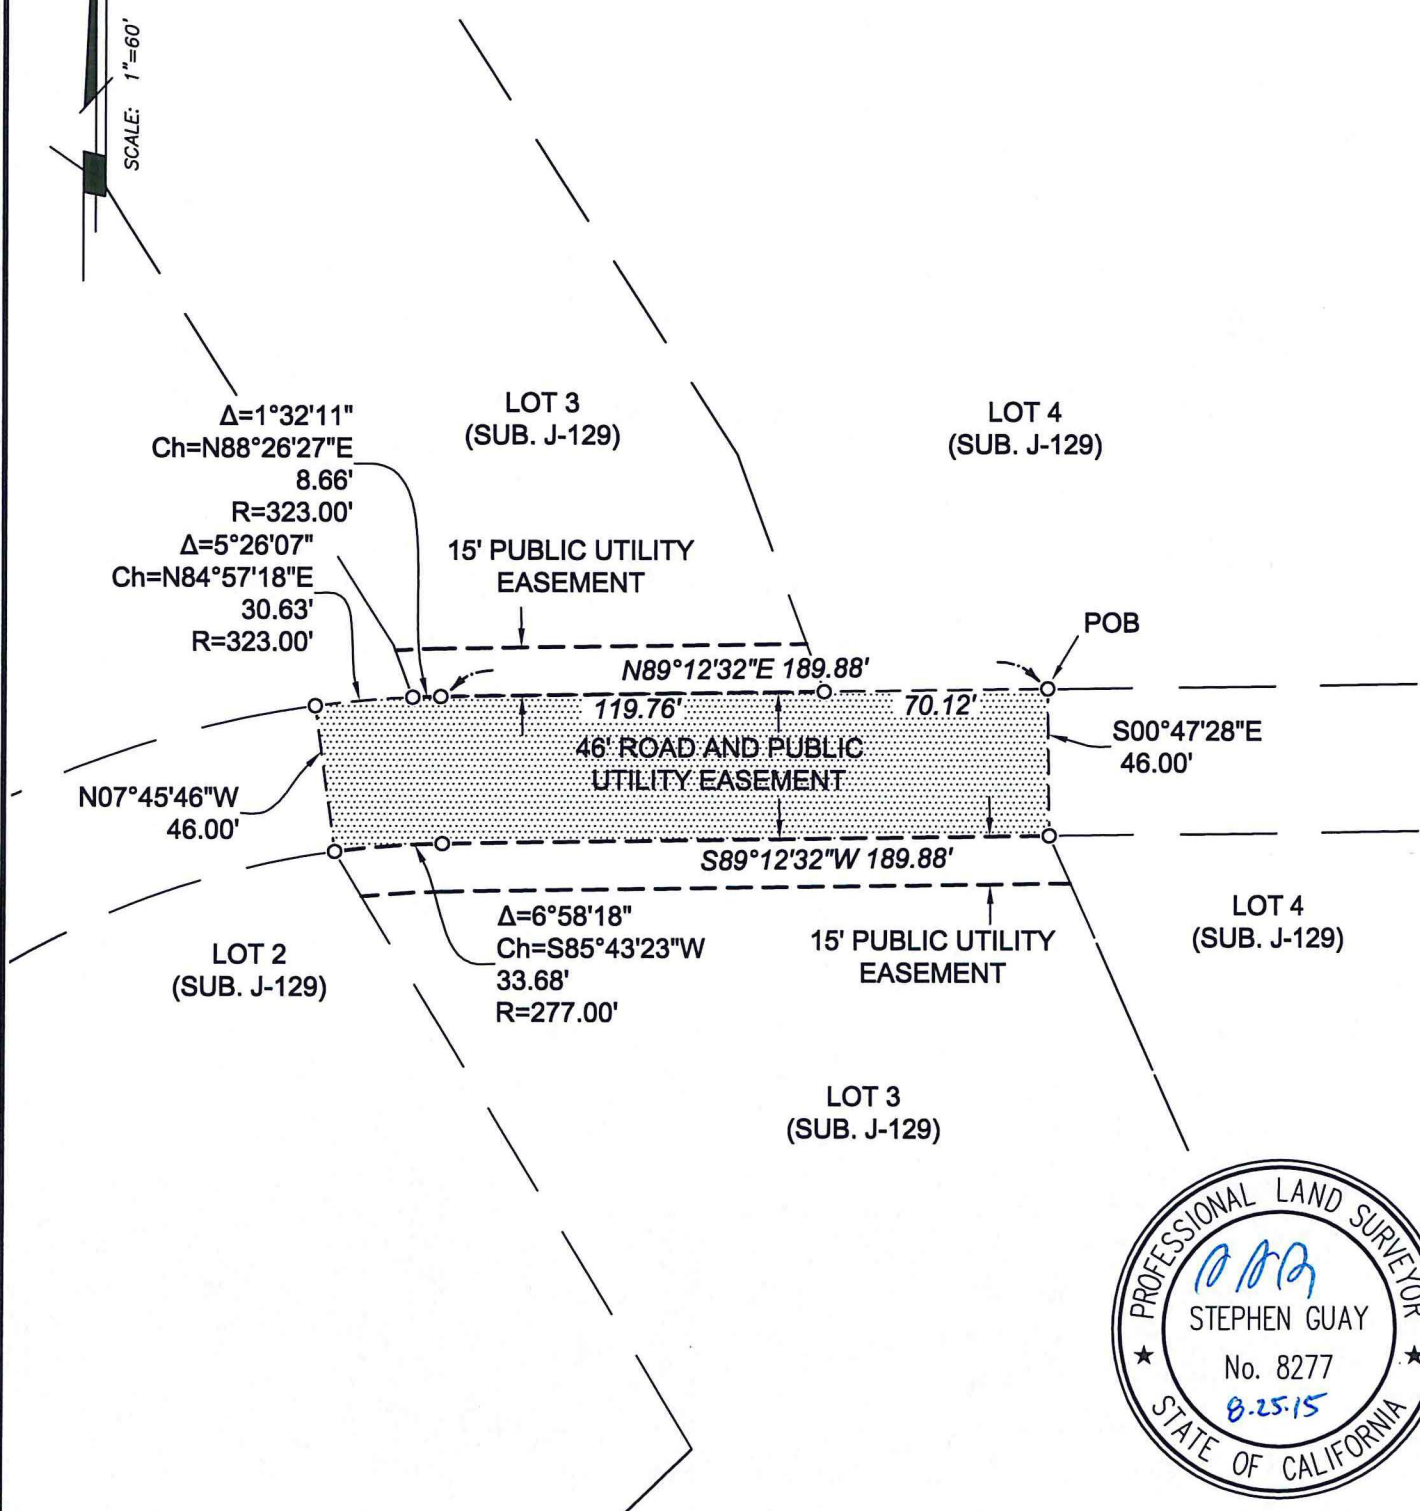 SCALE: 1"=60'
LOT 3
(SUB. J-129)
LOT 4
(SUB. J-129)
Δ=1°32'11"
Ch=N88°26'27"E
8.66'
R=323.00'
Δ=5°26'07"
Ch=N84°57'18"E
30.63'
R=323.00'
15' PUBLIC UTILITY
EASEMENT
POB
N89°12'32"E 189.88'
119.76'
70.12'
46' ROAD AND PUBLIC
UTILITY EASEMENT
S00°47'28"E
46.00'
N07°45'46"W
46.00'
S89°12'32"W 189.88'
Δ=6°58'18"
Ch=S85°43'23"W
33.68'
R=277.00'
15' PUBLIC UTILITY
EASEMENT
LOT 4
(SUB. J-129)
LOT 2
(SUB. J-129)
LOT 3
(SUB. J-129)
PROFESSIONAL LAND SURVEYOR
STEPHEN GUAY
No. 8277
8.25.15
STATE OF CALIFORNIA